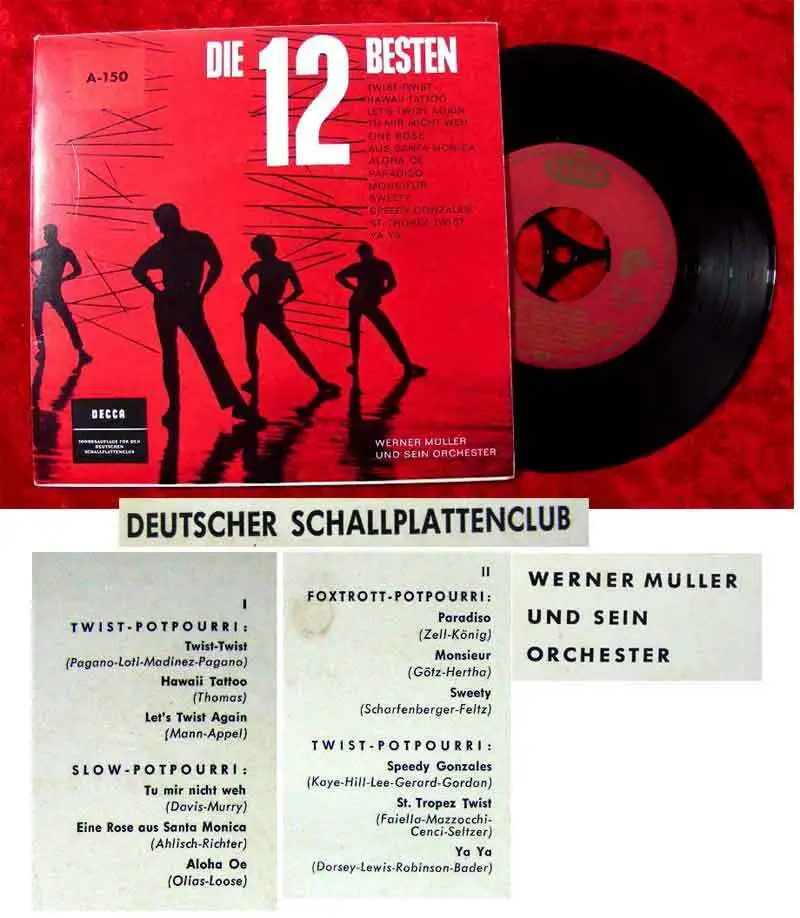 A-150
DIE 12 BESTEN
TWIST-TWIST
HAWAII TATTOO
LET'S TWIST AGAIN
TU MIR NICHT WEH
EINE ROSE
AUS SANTA MONICA
ALOHA OE
PARADISO
MONSIEUR
SWEETY
SPEEDY GONZALES
ST. TROPEZ TWIST
YA YA
DECCA
SONDERAUFLAGE FÜR DEN
DEUTSCHEN
SCHALLPLATTENCLUB
WERNER MÜLLER
UND SEIN ORCHESTER
DECCA
DEUTSCHER SCHALLPLATTENCLUB
I
TWIST-POTPOURRI:
Twist-Twist
(Pagano-Loti-Madinez-Pagano)
Hawaii Tattoo
(Thomas)
Let's Twist Again
(Mann-Appel)
SLOW-POTPOURRI:
Tu mir nicht weh
(Davis-Murry)
Eine Rose aus Santa Monica
(Ahlisch-Richter)
Aloha Oe
(Olias-Loose)
II
FOXTROTT-POTPOURRI:
Paradiso
(Zell-König)
Monsieur
(Götz-Hertha)
Sweety
(Scharfenberger-Feltz)
TWIST-POTPOURRI:
Speedy Gonzales
(Kaye-Hill-Lee-Gerard-Gordan)
St. Tropez Twist
(Faiella-Mazzocchi-
Cenci-Seltzer)
Ya Ya
(Dorsey-Lewis-Robinson-Bader)
WERNER MULLER
UND SEIN
ORCHESTER